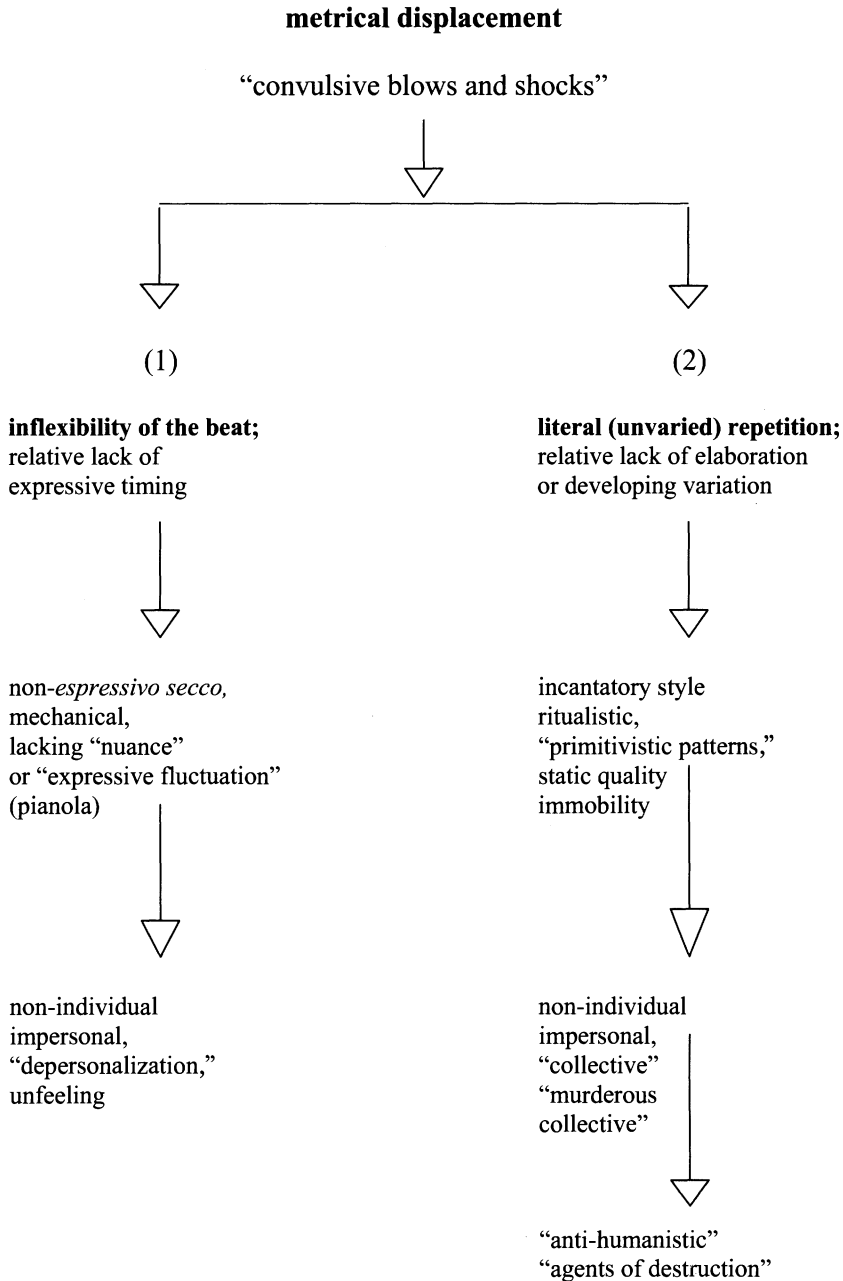 metrical displacement
“convulsive blows and shocks”
(1)
inflexibility of the beat;
relative lack of
expressive timing
non-espressivo secco,
mechanical,
lacking “nuance”
or “expressive fluctuation”
(pianola)
non-individual
impersonal,
“depersonalization,”
unfeeling
(2)
literal (unvaried) repetition;
relative lack of elaboration
or developing variation
incantatory style
ritualistic,
“primitivistic patterns,”
static quality
immobility
non-individual
impersonal,
“collective”
“murderous
collective”
“anti-humanistic”
“agents of destruction”